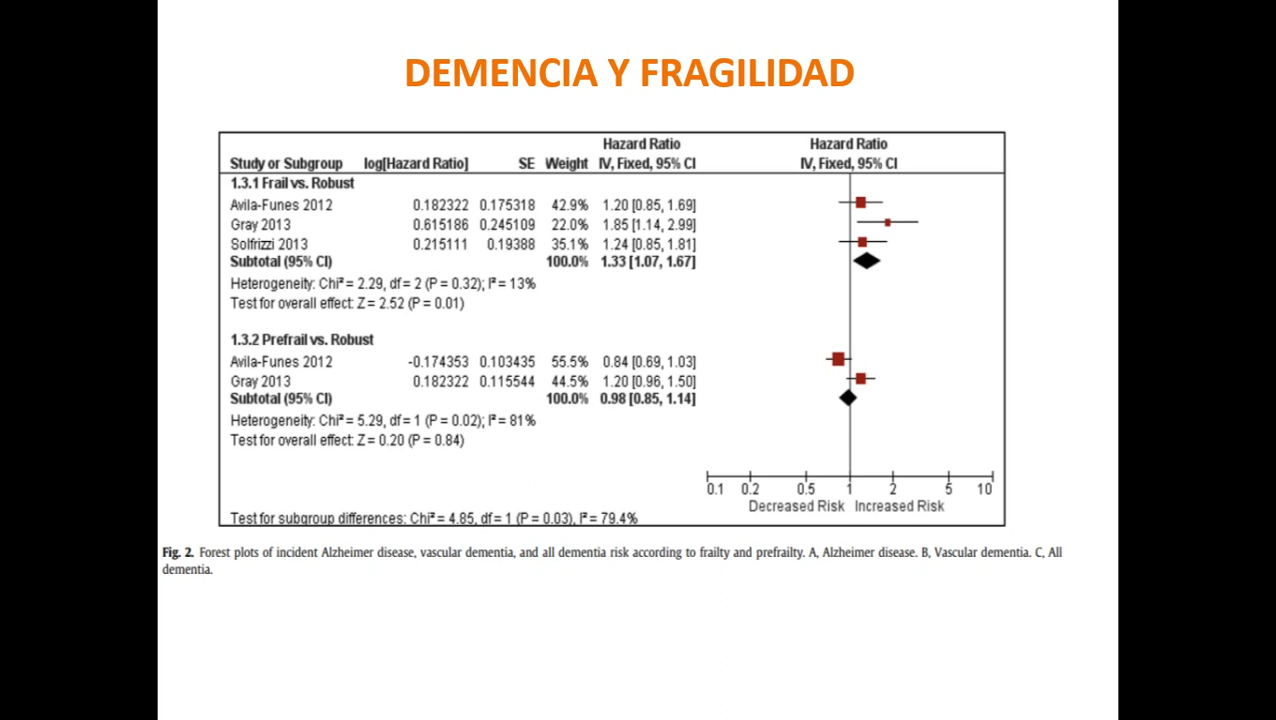 DEMENCIA Y FRAGILIDAD
Hazard Ratio Hazard Ratio
Study or Subgroup log[Hazard Ratio] SE Weight IV, Fixed, 95% CI IV, Fixed, 95% CI
1.3.1 Frail vs. Robust
Avila-Funes 2012 0.182322 0.175318 42.9% 1.20 [0.85, 1.69]
Gray 2013 0.615186 0.245109 22.0% 1.85 [1.14, 2.99]
Solfrizzi 2013 0.215111 0.19388 35.1% 1.24 [0.85, 1.81]
Subtotal (95% CI) 100.0% 1.33 [1.07, 1.67]
Heterogeneity: Chi² = 2.29, df = 2 (P = 0.32); I² = 13%
Test for overall effect: Z = 2.52 (P = 0.01)
1.3.2 Prefrail vs. Robust
Avila-Funes 2012 -0.174353 0.103435 55.5% 0.84 [0.69, 1.03]
Gray 2013 0.182322 0.115544 44.5% 1.20 [0.96, 1.50]
Subtotal (95% CI) 100.0% 0.98 [0.85, 1.14]
Heterogeneity: Chi² = 5.29, df = 1 (P = 0.02); I² = 81%
Test for overall effect: Z = 0.20 (P = 0.84)
0.1 0.2 0.5 1 2 5 10
Decreased Risk Increased Risk
Test for subgroup differences: Chi² = 4.85, df = 1 (P = 0.03), I² = 79.4%
Fig. 2. Forest plots of incident Alzheimer disease, vascular dementia, and all dementia risk according to frailty and prefrailty. A, Alzheimer disease. B, Vascular dementia. C, All
dementia.